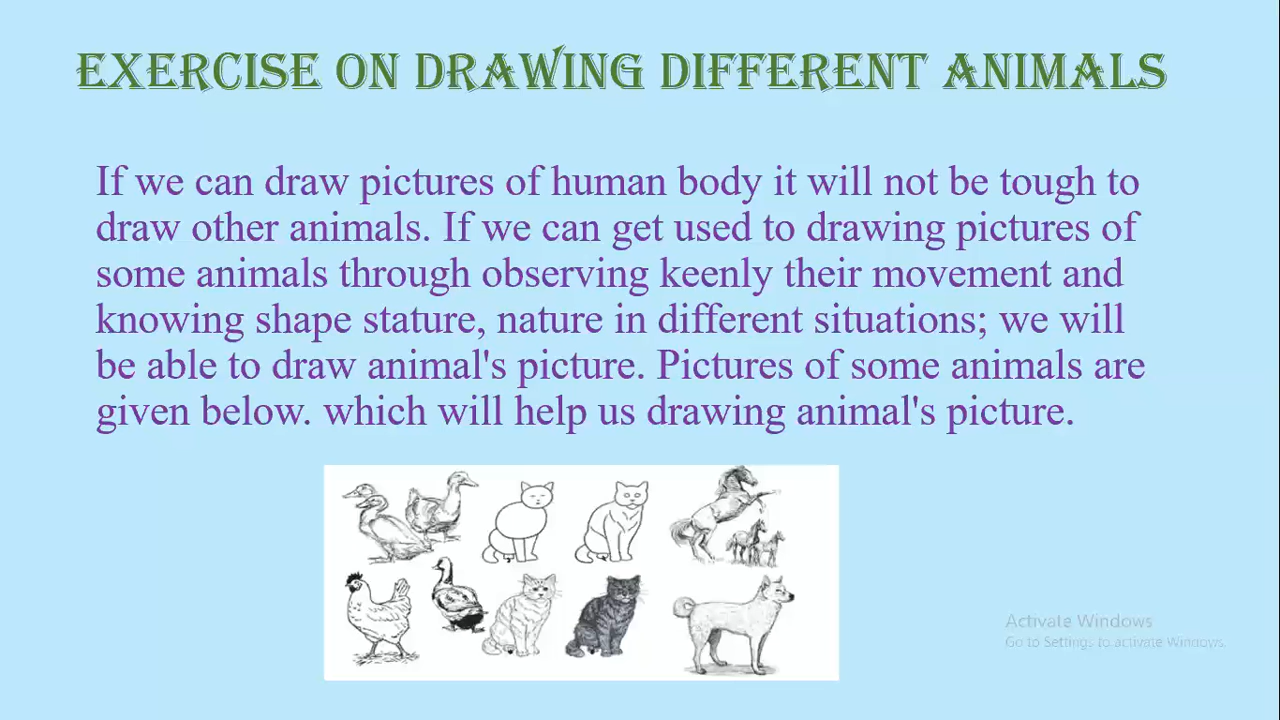 EXERCISE ON DRAWING DIFFERENT ANIMALS
If we can draw pictures of human body it will not be tough to
draw other animals. If we can get used to drawing pictures of
some animals through observing keenly their movement and
knowing shape stature, nature in different situations; we will
be able to draw animal's picture. Pictures of some animals are
given below. which will help us drawing animal's picture.
Activate Windows
Go to Settings to activate Windows.